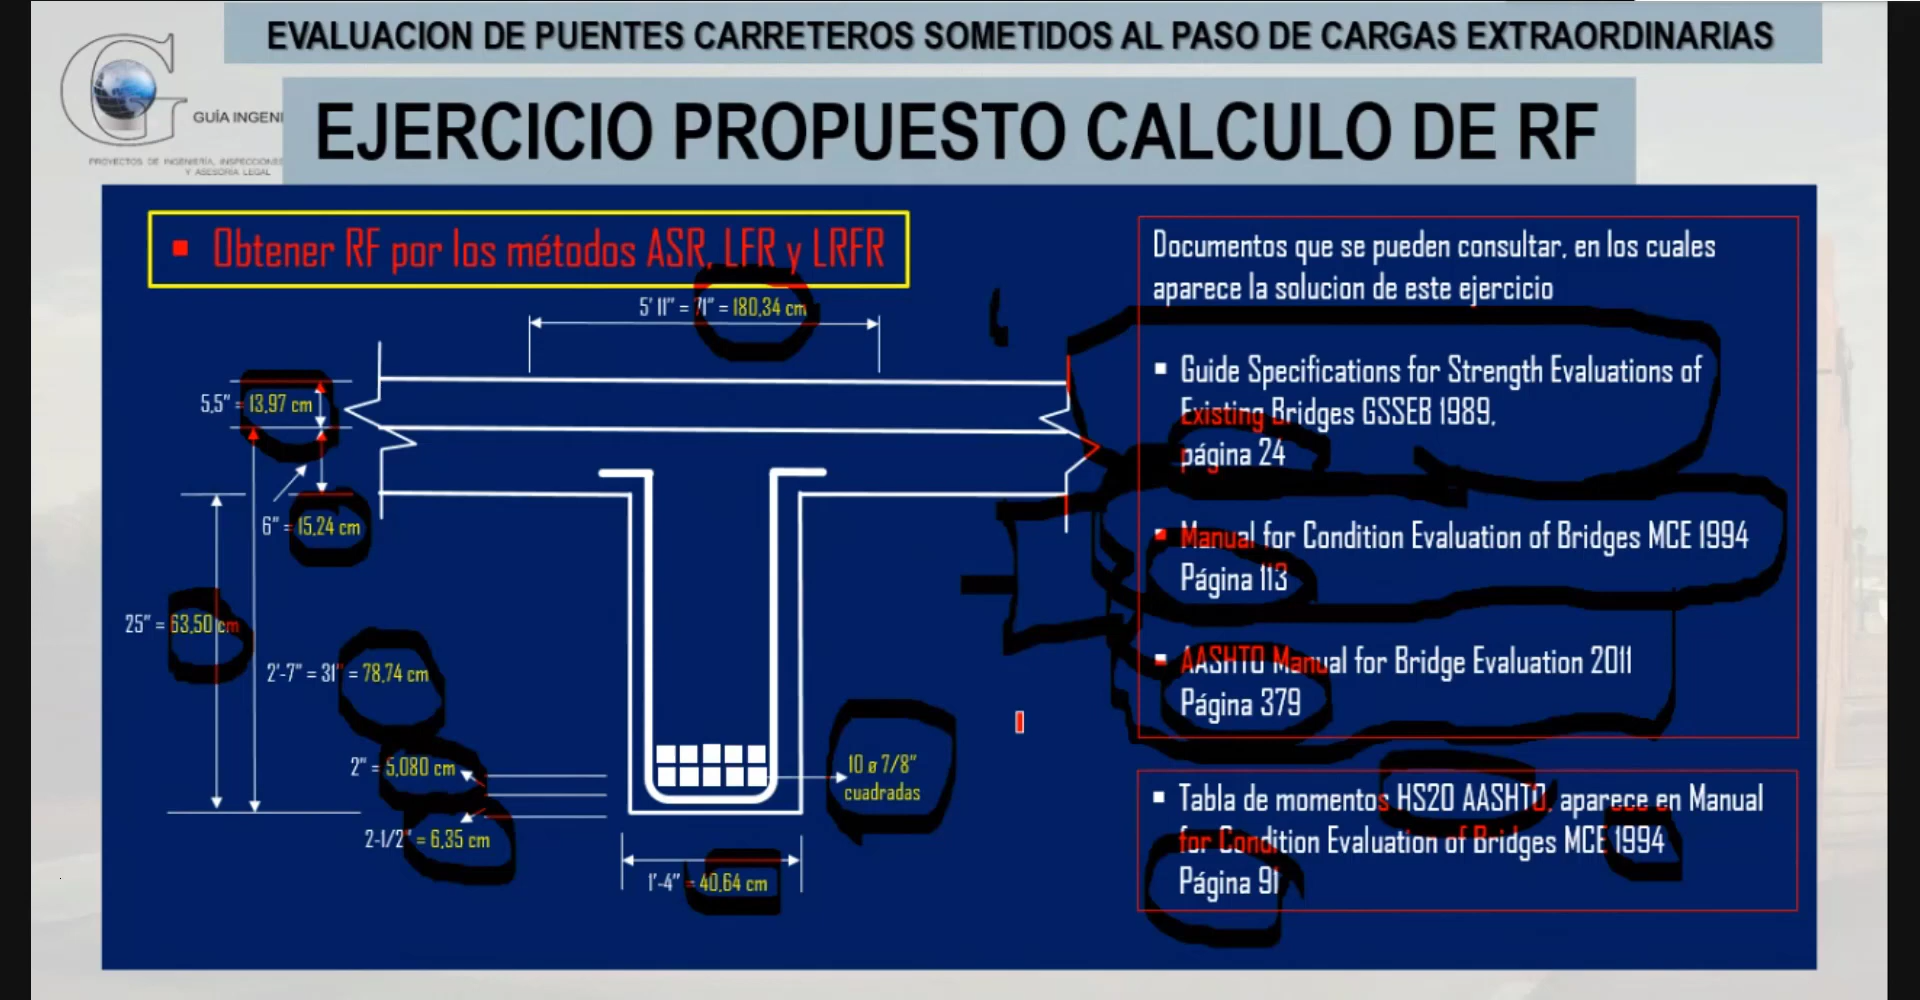 EVALUACION DE PUENTES CARRETEROS SOMETIDOS AL PASO DE CARGAS EXTRAORDINARIAS
GUÍA INGENI
PROYECTOS DE INGENIERÍA, INSPECCIONES
Y ASESORIA LEGAL
EJERCICIO PROPUESTO CALCULO DE RF
▪ Obtener RF por los métodos ASR, LFR y LRFR
5' 11" = 71" = 180,34 cm
5,5" = 13,97 cm
6" = 15,24 cm
25" = 63,50 cm
2'-7" = 31" = 78,74 cm
2" = 5,080 cm
2-1/2" = 6,35 cm
10 ø 7/8"
cuadradas
1'-4" = 40,64 cm
Documentos que se pueden consultar, en los cuales
aparece la solucion de este ejercicio
▪ Guide Specifications for Strength Evaluations of
Existing Bridges GSSEB 1989,
página 24
▪ Manual for Condition Evaluation of Bridges MCE 1994
Página 113
▪ AASHTO Manual for Bridge Evaluation 2011
Página 379
▪ Tabla de momentos HS20 AASHTO, aparece en Manual
for Condition Evaluation of Bridges MCE 1994
Página 91